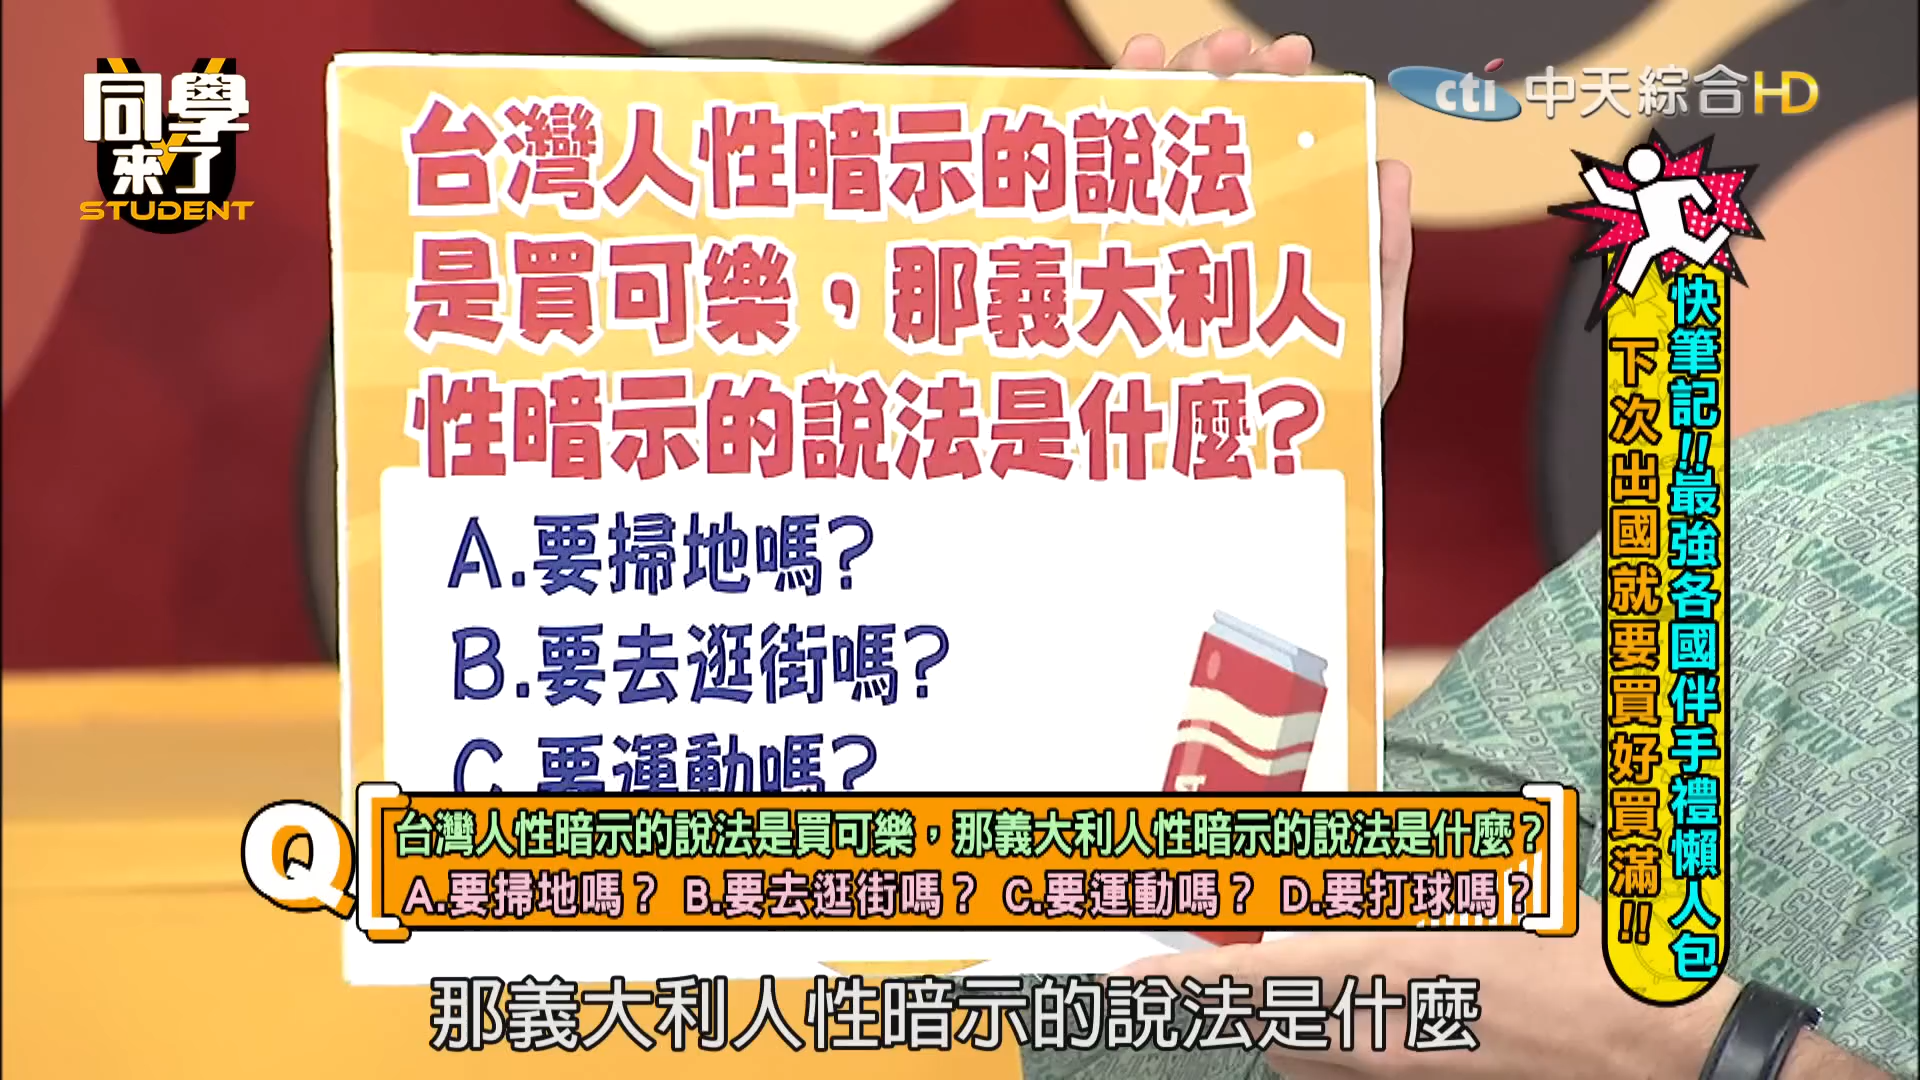 同學
來了
STUDENT
cti 中天綜合HD
台灣人性暗示的說法
是買可樂，那義大利人
性暗示的說法是什麼?
A.要掃地嗎?
B.要去逛街嗎?
C.要運動嗎?
快筆記!!最強各國伴手禮懶人包
下次出國就要買好買滿!!
Q
台灣人性暗示的說法是買可樂，那義大利人性暗示的說法是什麼？
A.要掃地嗎？ B.要去逛街嗎？ C.要運動嗎？ D.要打球嗎？
那義大利人性暗示的說法是什麼